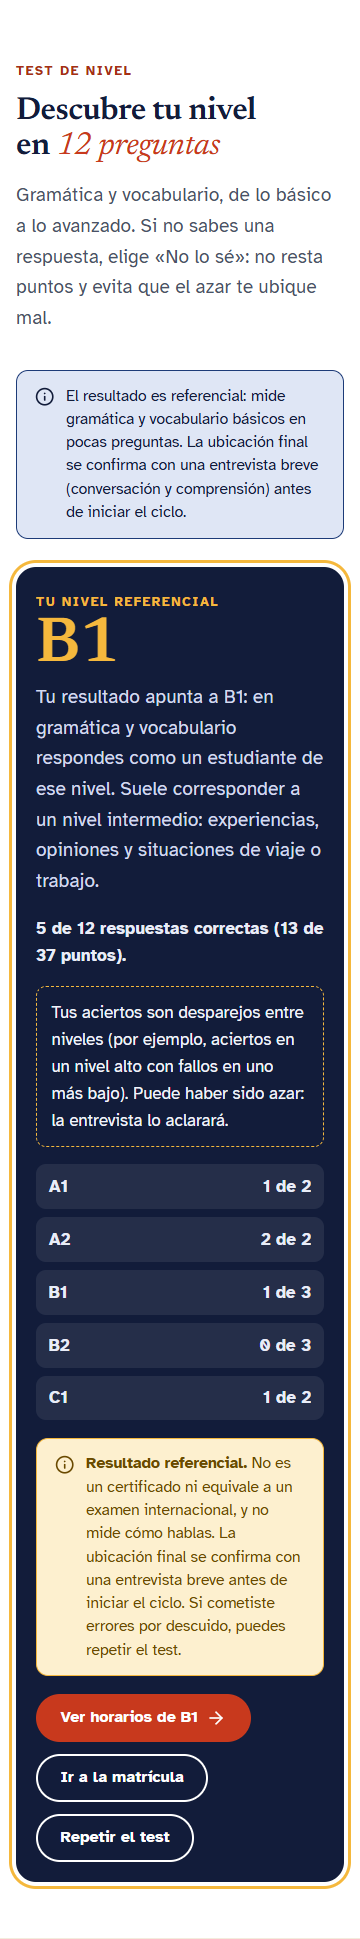 TEST DE NIVEL
Descubre tu nivel
en 12 preguntas
Gramática y vocabulario, de lo básico
a lo avanzado. Si no sabes una
respuesta, elige «No lo sé»: no resta
puntos y evita que el azar te ubique
mal.
El resultado es referencial: mide
gramática y vocabulario básicos en
pocas preguntas. La ubicación final
se confirma con una entrevista breve
(conversación y comprensión) antes
de iniciar el ciclo.
TU NIVEL REFERENCIAL
B1
Tu resultado apunta a B1: en
gramática y vocabulario
respondes como un estudiante de
ese nivel. Suele corresponder a
un nivel intermedio: experiencias,
opiniones y situaciones de viaje o
trabajo.
5 de 12 respuestas correctas (13 de
37 puntos).
Tus aciertos son desparejos entre
niveles (por ejemplo, aciertos en
un nivel alto con fallos en uno
más bajo). Puede haber sido azar:
la entrevista lo aclarará.
A1 1 de 2
A2 2 de 2
B1 1 de 3
B2 0 de 3
C1 1 de 2
Resultado referencial. No es
un certificado ni equivale a un
examen internacional, y no
mide cómo hablas. La
ubicación final se confirma con
una entrevista breve antes de
iniciar el ciclo. Si cometiste
errores por descuido, puedes
repetir el test.
Ver horarios de B1 →
Ir a la matrícula
Repetir el test